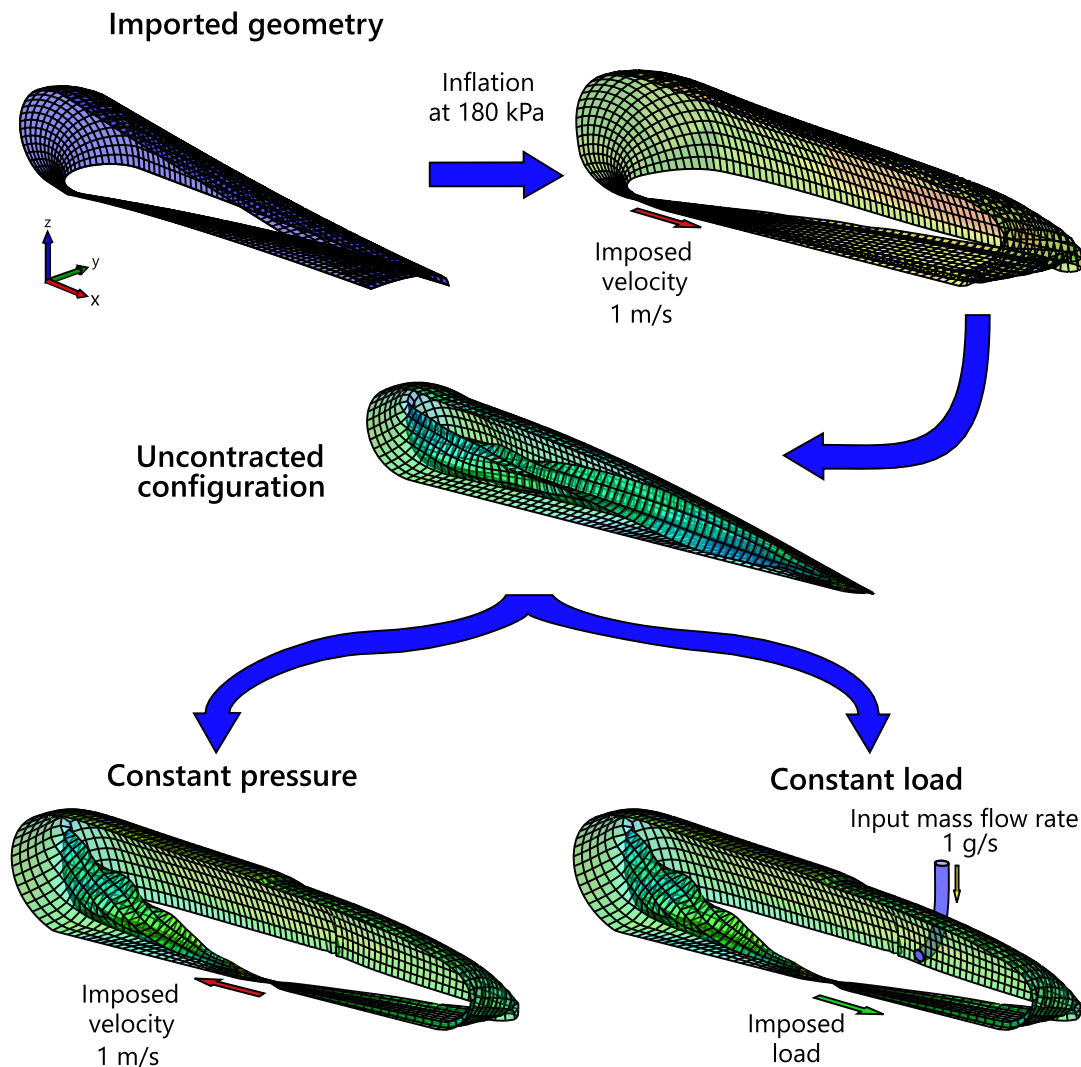 Imported geometry
Inflation
at 180 kPa
z
y
x
Imposed
velocity
1 m/s
Uncontracted
configuration
Constant pressure
Imposed
velocity
1 m/s
Constant load
Input mass flow rate
1 g/s
Imposed
load